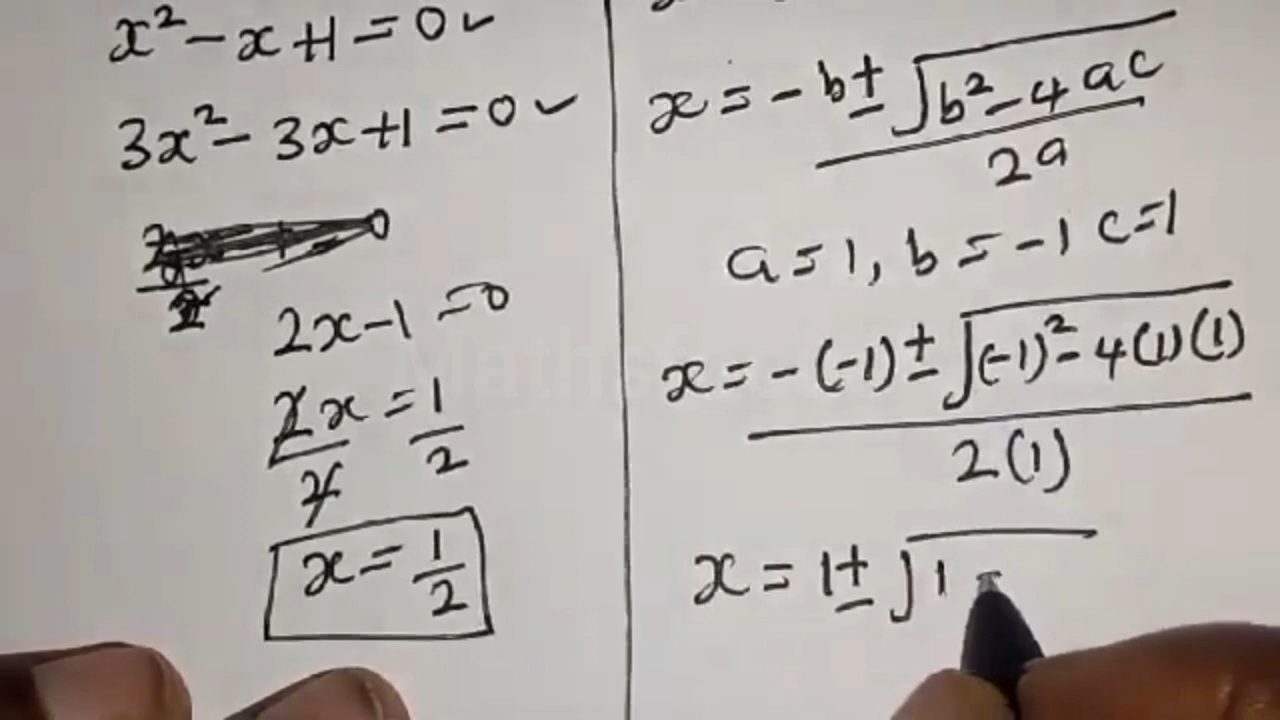 x² - x + 1 = 0 ✓
3x² - 3x + 1 = 0 ✓
2x - 1 = 0
2x/2 = 1/2
x = 1/2
x = -b ± √(b² - 4ac) / 2a
a = 1, b = -1 c = 1
x = -(-1) ± √((-1)² - 4(1)(1)) / 2(1)
x = 1 ± √1 -